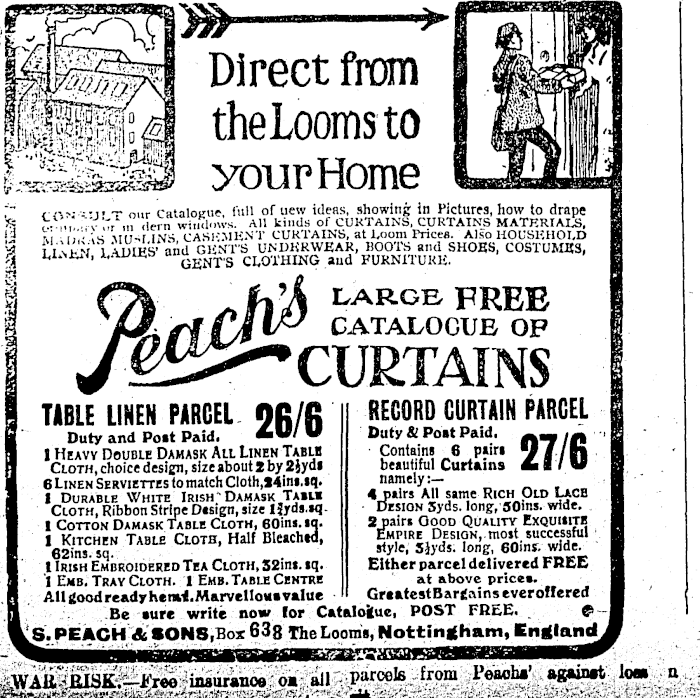 Direct from
the Looms to
your Home
CONSULT our Catalogue, full of new ideas, showing in Pictures, how to drape
or m dern windows. All kinds of CURTAINS, CURTAINS MATERIALS,
MADRAS MUSLINS, CASEMENT CURTAINS, at Loom Prices. Also HOUSEHOLD
LINEN, LADIES' and GENT'S UNDERWEAR, BOOTS and SHOES, COSTUMES,
GENT'S CLOTHING and FURNITURE.
Peach's
LARGE FREE
CATALOGUE OF
CURTAINS
TABLE LINEN PARCEL 26/6
Duty and Post Paid.
1 HEAVY DOUBLE DAMASK ALL LINEN TABLE
CLOTH, choice design, size about 2 by 2½yds
6 LINEN SERVIETTES to match Cloth, 24ins.sq.
1 DURABLE WHITE IRISH DAMASK TABLE
CLOTH, Ribbon Stripe Design, size 1¾yds.sq.
1 COTTON DAMASK TABLE CLOTH, 60ins. sq.
1 KITCHEN TABLE CLOTH, Half Bleached,
62ins. sq.
1 IRISH EMBROIDERED TEA CLOTH, 32ins. sq.
1 EMB. TRAY CLOTH. 1 EMB. TABLE CENTRE
All good ready hem'd. Marvellous value
RECORD CURTAIN PARCEL
Duty & Post Paid.
27/6
Contains 6 pairs
beautiful Curtains
namely:—
4 pairs All same RICH OLD LACE
DESIGN 3yds. long, 50ins. wide.
2 pairs GOOD QUALITY EXQUISITE
EMPIRE DESIGN, most successful
style, 3½yds. long, 60ins. wide.
Either parcel delivered FREE
at above prices.
Greatest Bargains ever offered
Be sure write now for Catalogue, POST FREE.
S. PEACH & SONS, Box 638 The Looms, Nottingham, England
WAR RISK.—Free insurance on all parcels from Peachs' against loss